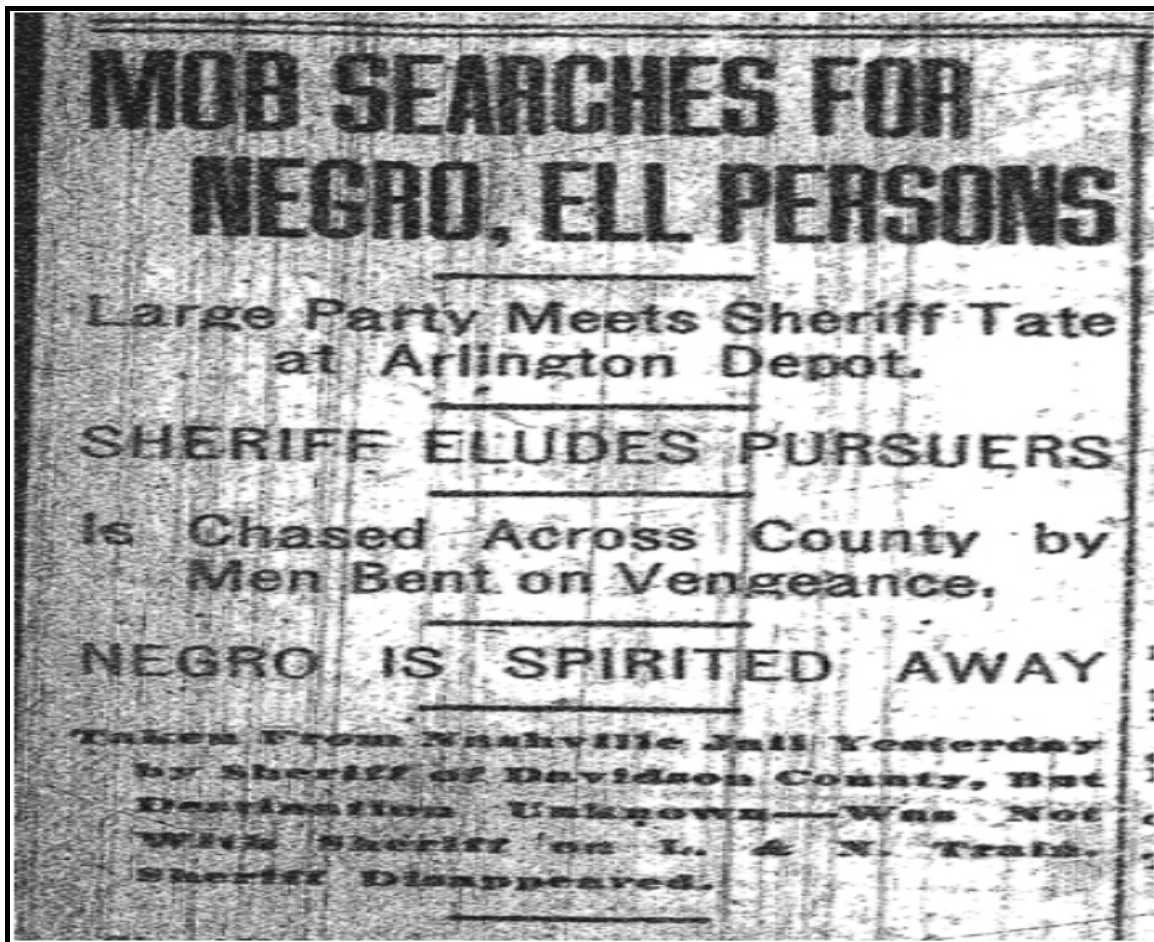 MOB SEARCHES FOR
NEGRO, ELL PERSONS
Large Party Meets Sheriff Tate
at Arlington Depot.
SHERIFF ELUDES PURSUERS
Is Chased Across County by
Men Bent on Vengeance.
NEGRO IS SPIRITED AWAY
Taken From Nashville Jail Yesterday
by Sheriff of Davidson County, But
Destination Unknown—Was Not
With Sheriff on L. & N. Train.
Sheriff Disappeared.